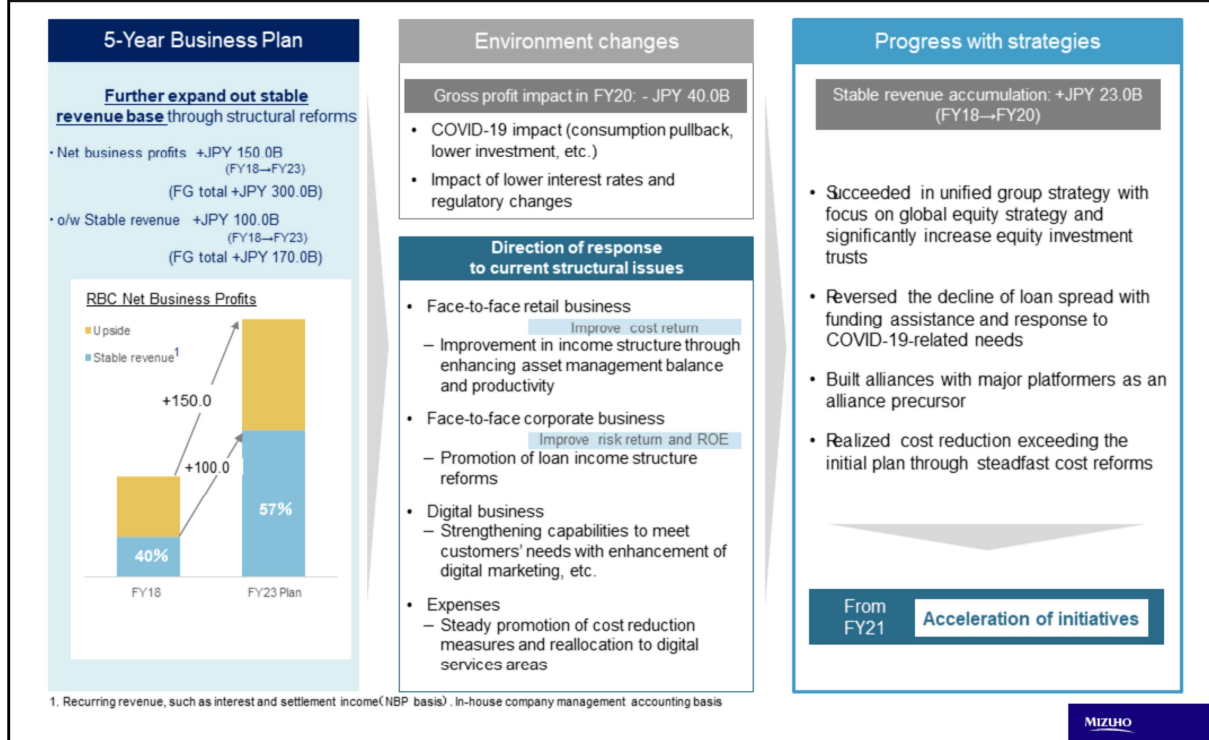 5-Year Business Plan
Further expand out stable
revenue base through structural reforms
・Net business profits +JPY 150.0B
(FY18→FY23)
(FG total +JPY 300.0B)
・o/w Stable revenue +JPY 100.0B
(FY18→FY23)
(FG total +JPY 170.0B)
RBC Net Business Profits
Upside
Stable revenue1
+150.0
+100.0
57%
40%
FY18
FY23 Plan
Environment changes
Gross profit impact in FY20: - JPY 40.0B
• COVID-19 impact (consumption pullback,
lower investment, etc.)
• Impact of lower interest rates and
regulatory changes
Direction of response
to current structural issues
• Face-to-face retail business
Improve cost return
– Improvement in income structure through
enhancing asset management balance
and productivity
• Face-to-face corporate business
Improve risk return and ROE
– Promotion of loan income structure
reforms
• Digital business
– Strengthening capabilities to meet
customers' needs with enhancement of
digital marketing, etc.
• Expenses
– Steady promotion of cost reduction
measures and reallocation to digital
services areas
Progress with strategies
Stable revenue accumulation: +JPY 23.0B
(FY18→FY20)
• Succeeded in unified group strategy with
focus on global equity strategy and
significantly increase equity investment
trusts
• Reversed the decline of loan spread with
funding assistance and response to
COVID-19-related needs
• Built alliances with major platformers as an
alliance precursor
• Realized cost reduction exceeding the
initial plan through steadfast cost reforms
From
FY21
Acceleration of initiatives
1. Recurring revenue, such as interest and settlement income(NBP basis). In-house company management accounting basis
MIZUHO